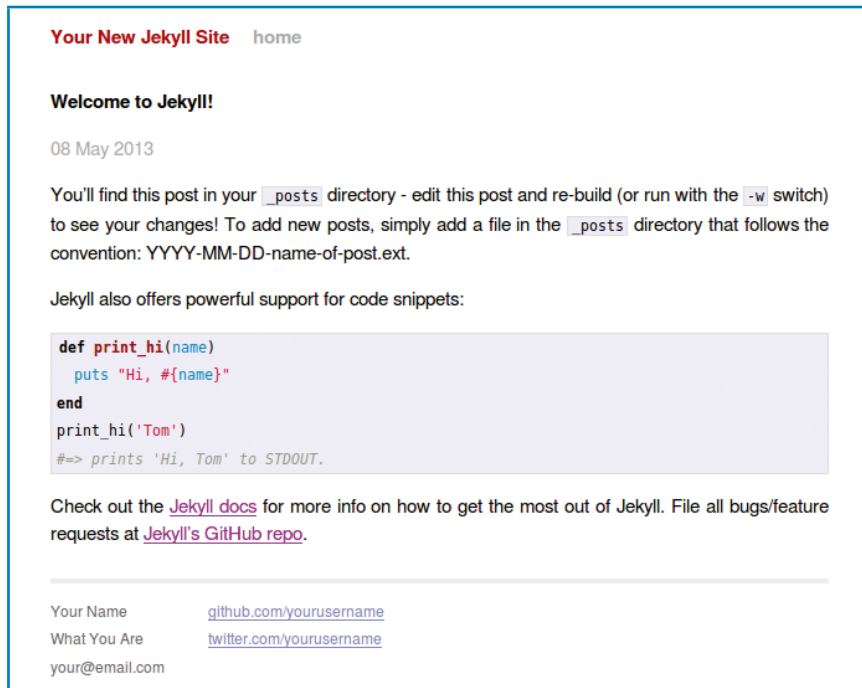 Your New Jekyll Site home
Welcome to Jekyll!
08 May 2013
You’ll find this post in your _posts directory - edit this post and re-build (or run with the -w switch)
to see your changes! To add new posts, simply add a file in the _posts directory that follows the
convention: YYYY-MM-DD-name-of-post.ext.
Jekyll also offers powerful support for code snippets:
def print_hi(name)
  puts "Hi, #{name}"
end
print_hi('Tom')
#=> prints 'Hi, Tom' to STDOUT.
Check out the Jekyll docs for more info on how to get the most out of Jekyll. File all bugs/feature
requests at Jekyll’s GitHub repo.
Your Name github.com/yourusername
What You Are twitter.com/yourusername
your@email.com